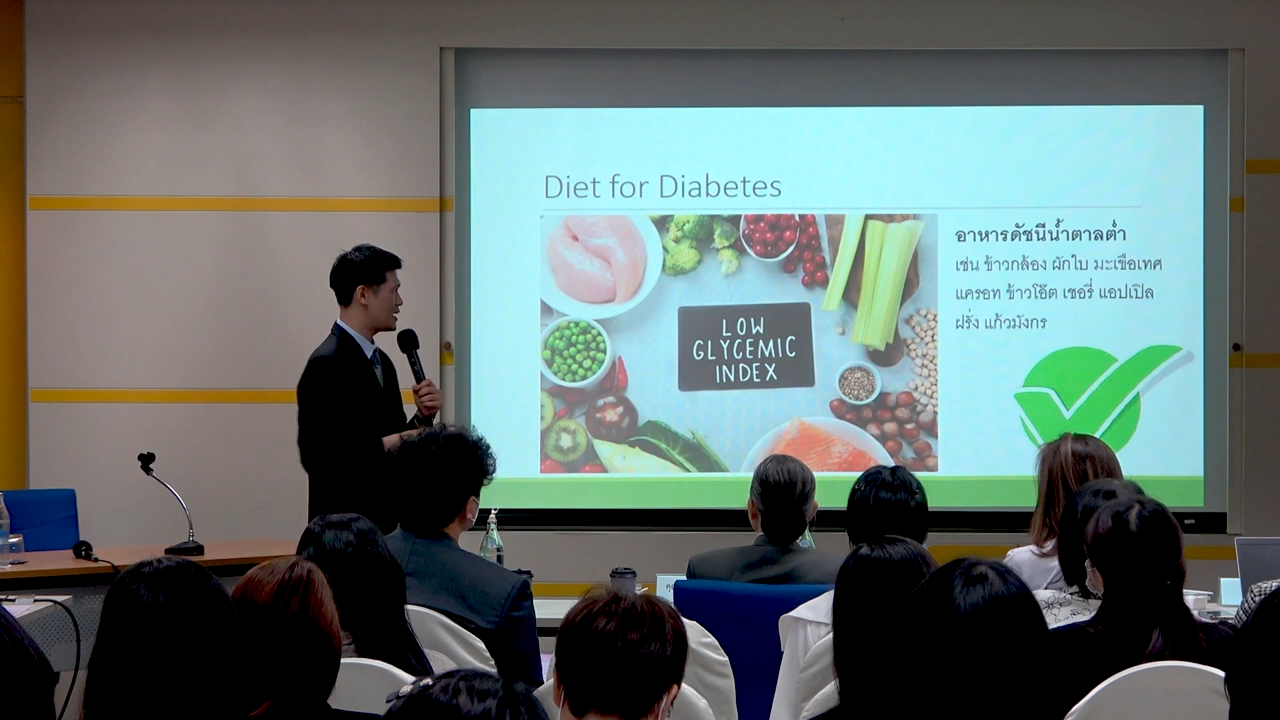 Diet for Diabetes
LOW
GLYCEMIC
INDEX
อาหารดัชนีน้ำตาลต่ำ
เช่น ข้าวกล้อง ผักใบ มะเขือเทศ
แครอท ข้าวโอ๊ต เชอรี่ แอปเปิล
ฝรั่ง แก้วมังกร